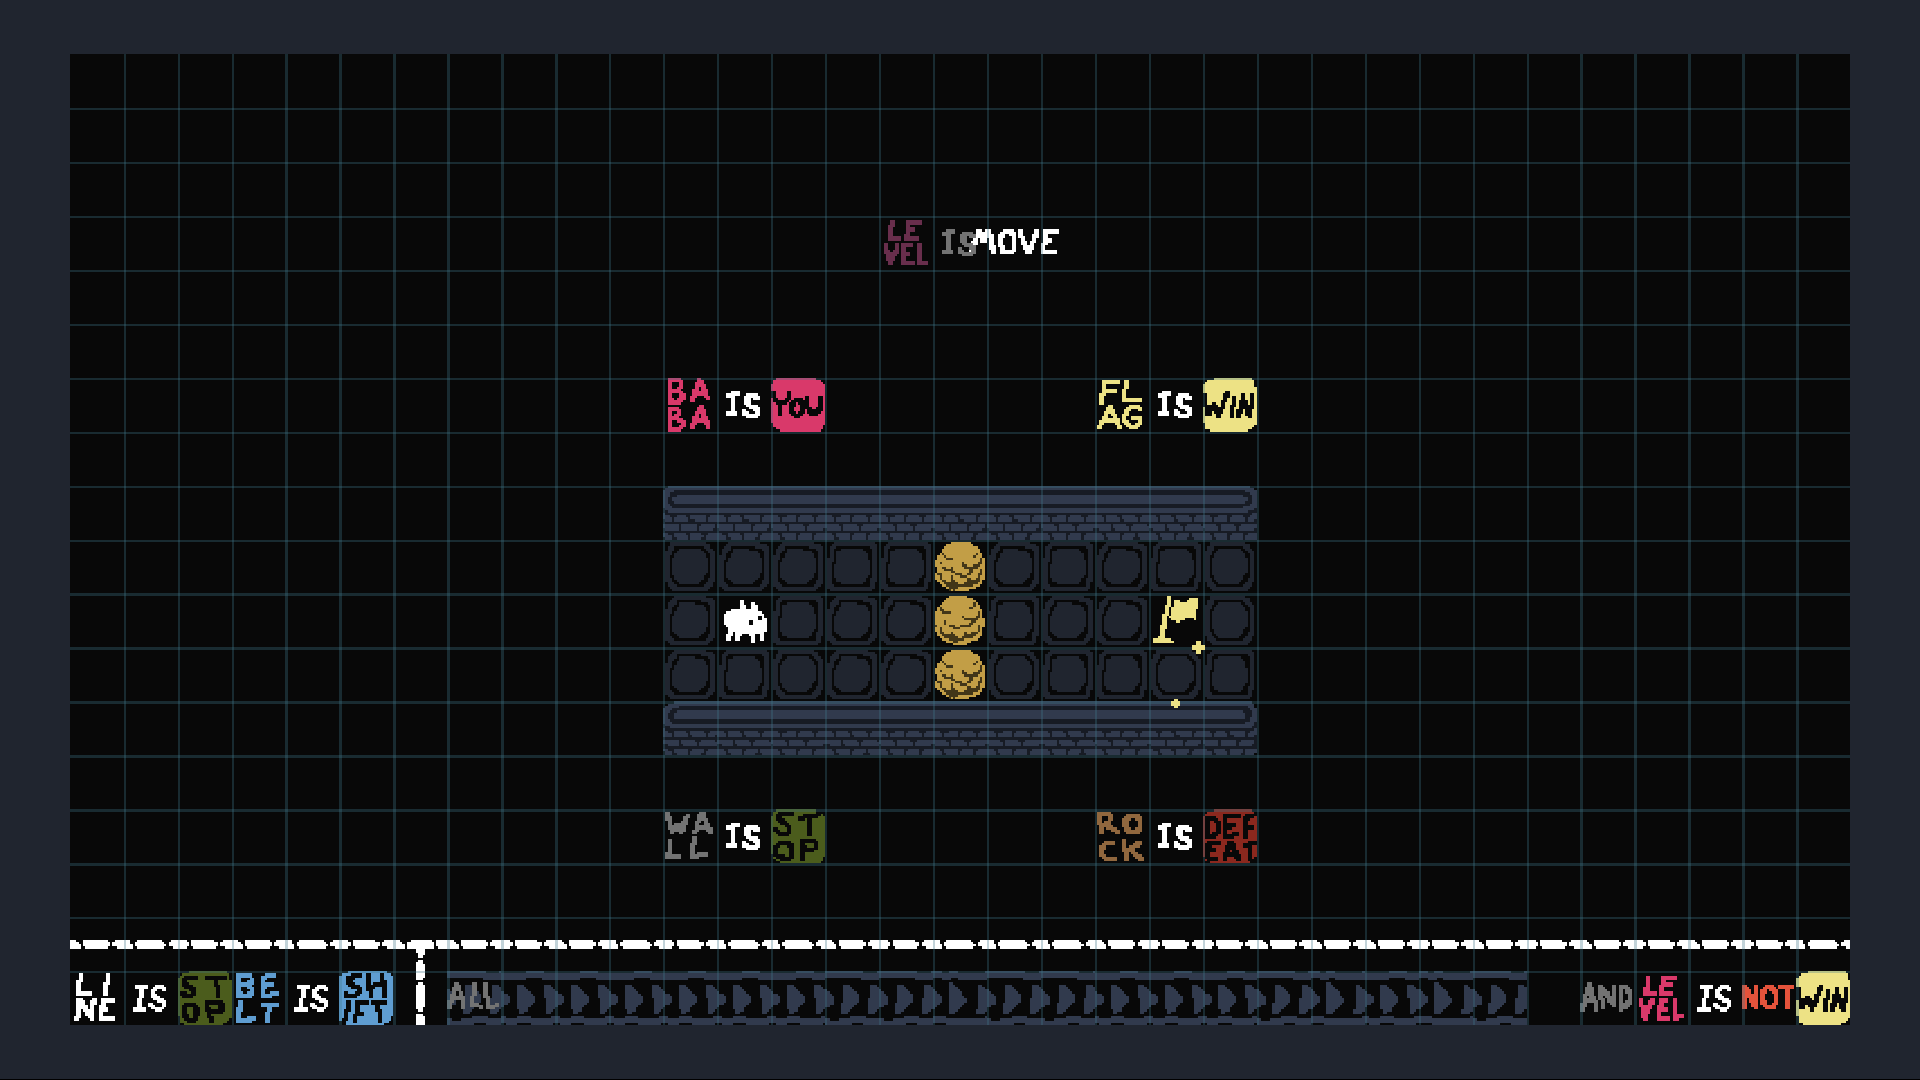 LEVEL IS MOVE
BABA IS YOU FLAG IS WIN
WALL IS STOP ROCK IS DEFEAT
LINE IS STOP BELT IS SHIFT ALL AND LEVEL IS NOT WIN